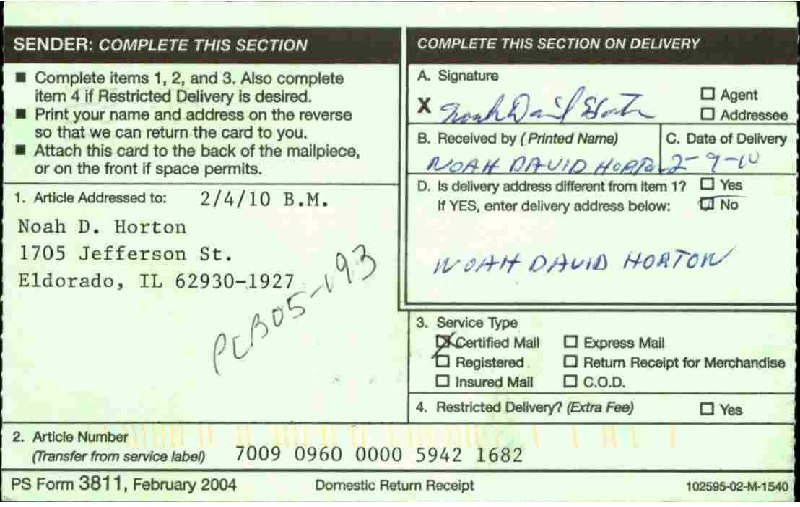 SENDER: COMPLETE THIS SECTION
■ Complete items 1, 2, and 3. Also complete
item 4 if Restricted Delivery is desired.
■ Print your name and address on the reverse
so that we can return the card to you.
■ Attach this card to the back of the mailpiece,
or on the front if space permits.
1. Article Addressed to: 2/4/10 B.M.
Noah D. Horton
1705 Jefferson St.
Eldorado, IL 62930-1927
PCB05-193
2. Article Number
(Transfer from service label) 7009 0960 0000 5942 1682
COMPLETE THIS SECTION ON DELIVERY
A. Signature
X Noah David Horton
☐ Agent
☐ Addressee
B. Received by (Printed Name) C. Date of Delivery
NOAH DAVID HORTON 2-9-10
D. Is delivery address different from item 1? ☐ Yes
If YES, enter delivery address below: ☐ No
NOAH DAVID HORTON
3. Service Type
☒ Certified Mail ☐ Express Mail
☐ Registered ☐ Return Receipt for Merchandise
☐ Insured Mail ☐ C.O.D.
4. Restricted Delivery? (Extra Fee) ☐ Yes
PS Form 3811, February 2004 Domestic Return Receipt 102595-02-M-1540